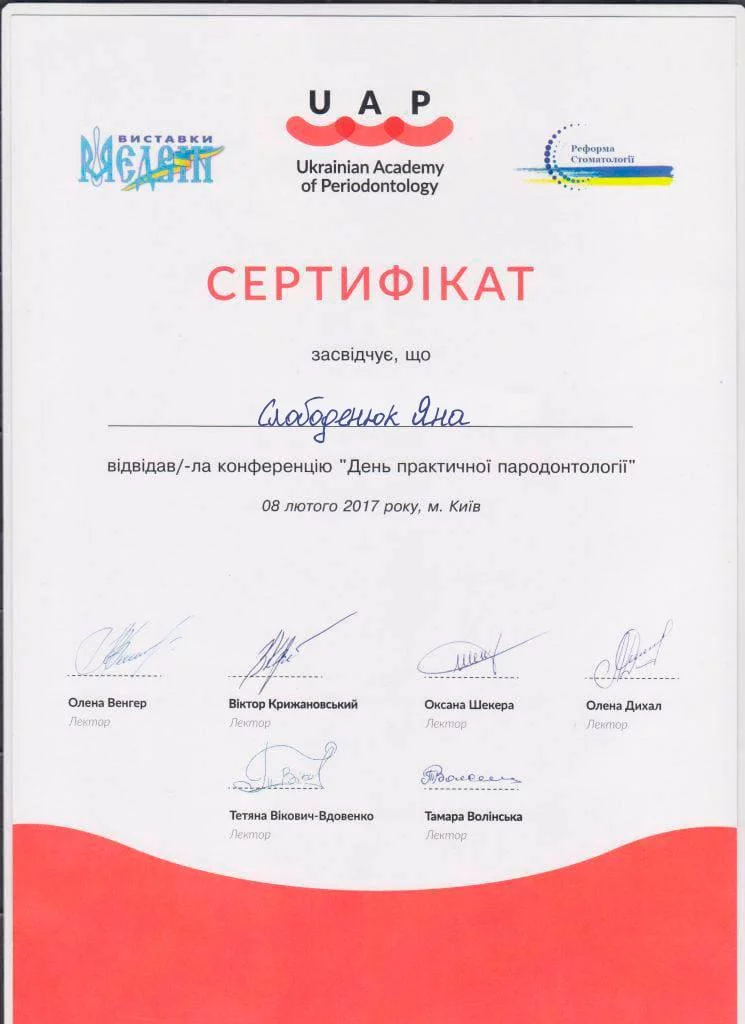 ВИСТАВКИ
МЕДВІН
U A P
Ukrainian Academy
of Periodontology
Реформа
Стоматології
СЕРТИФІКАТ
засвідчує, що
Слободенюк Яна
відвідав/-ла конференцію "День практичної пародонтології"
08 лютого 2017 року, м. Київ
Олена Венгер
Лектор
Віктор Крижановський
Лектор
Оксана Шекера
Лектор
Олена Дихал
Лектор
Тетяна Вікович-Вдовенко
Лектор
Тамара Волінська
Лектор